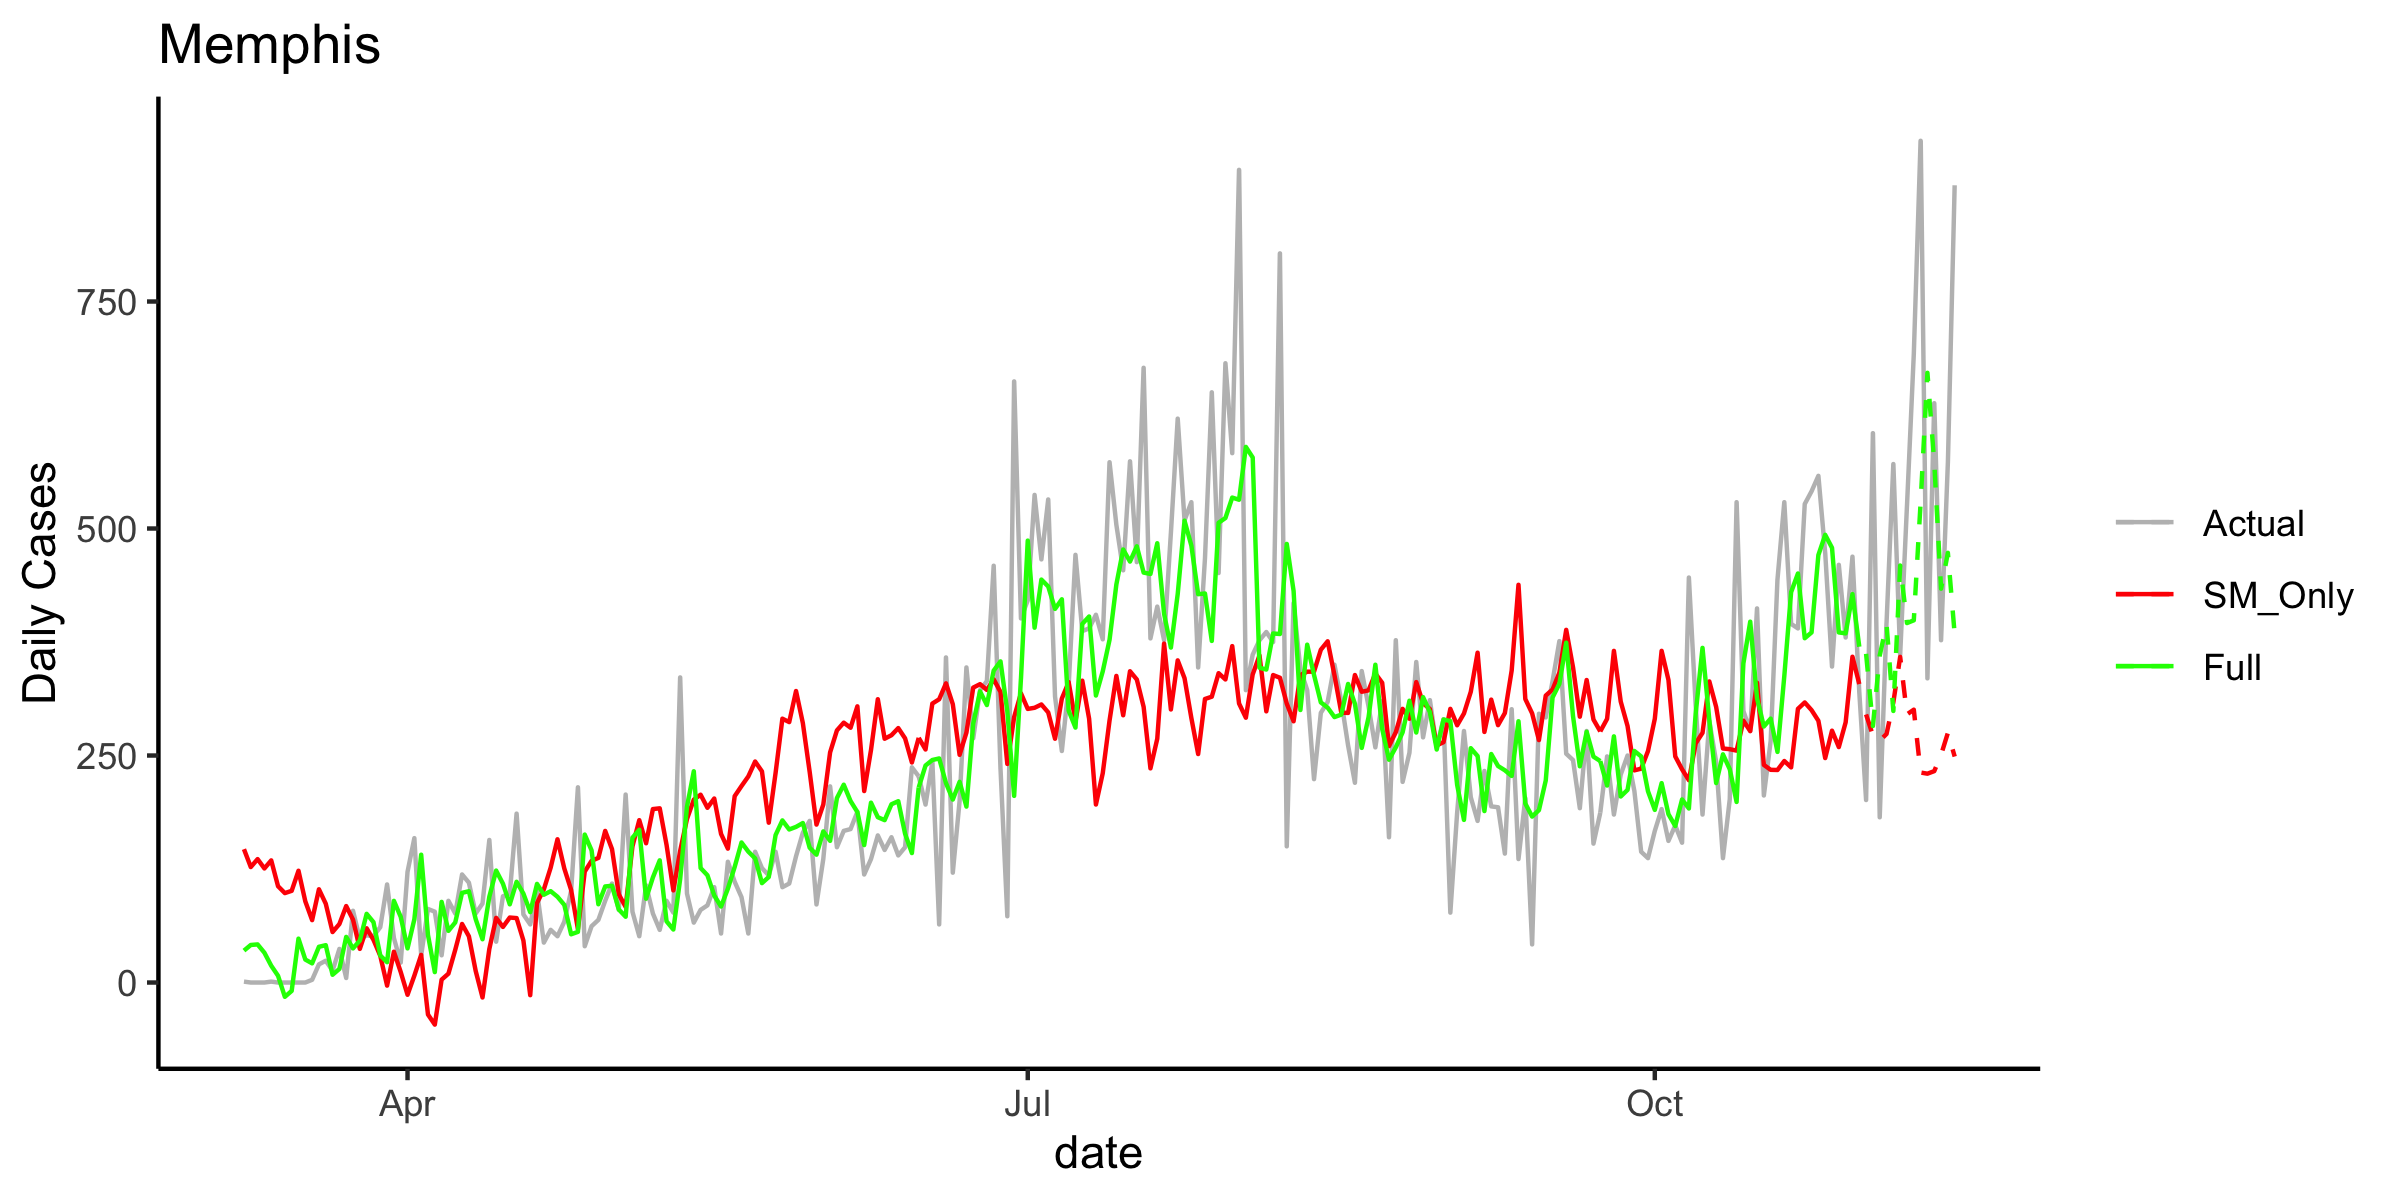 Memphis
Daily Cases
750
500
250
0
Apr
Jul
Oct
date
Actual
SM_Only
Full